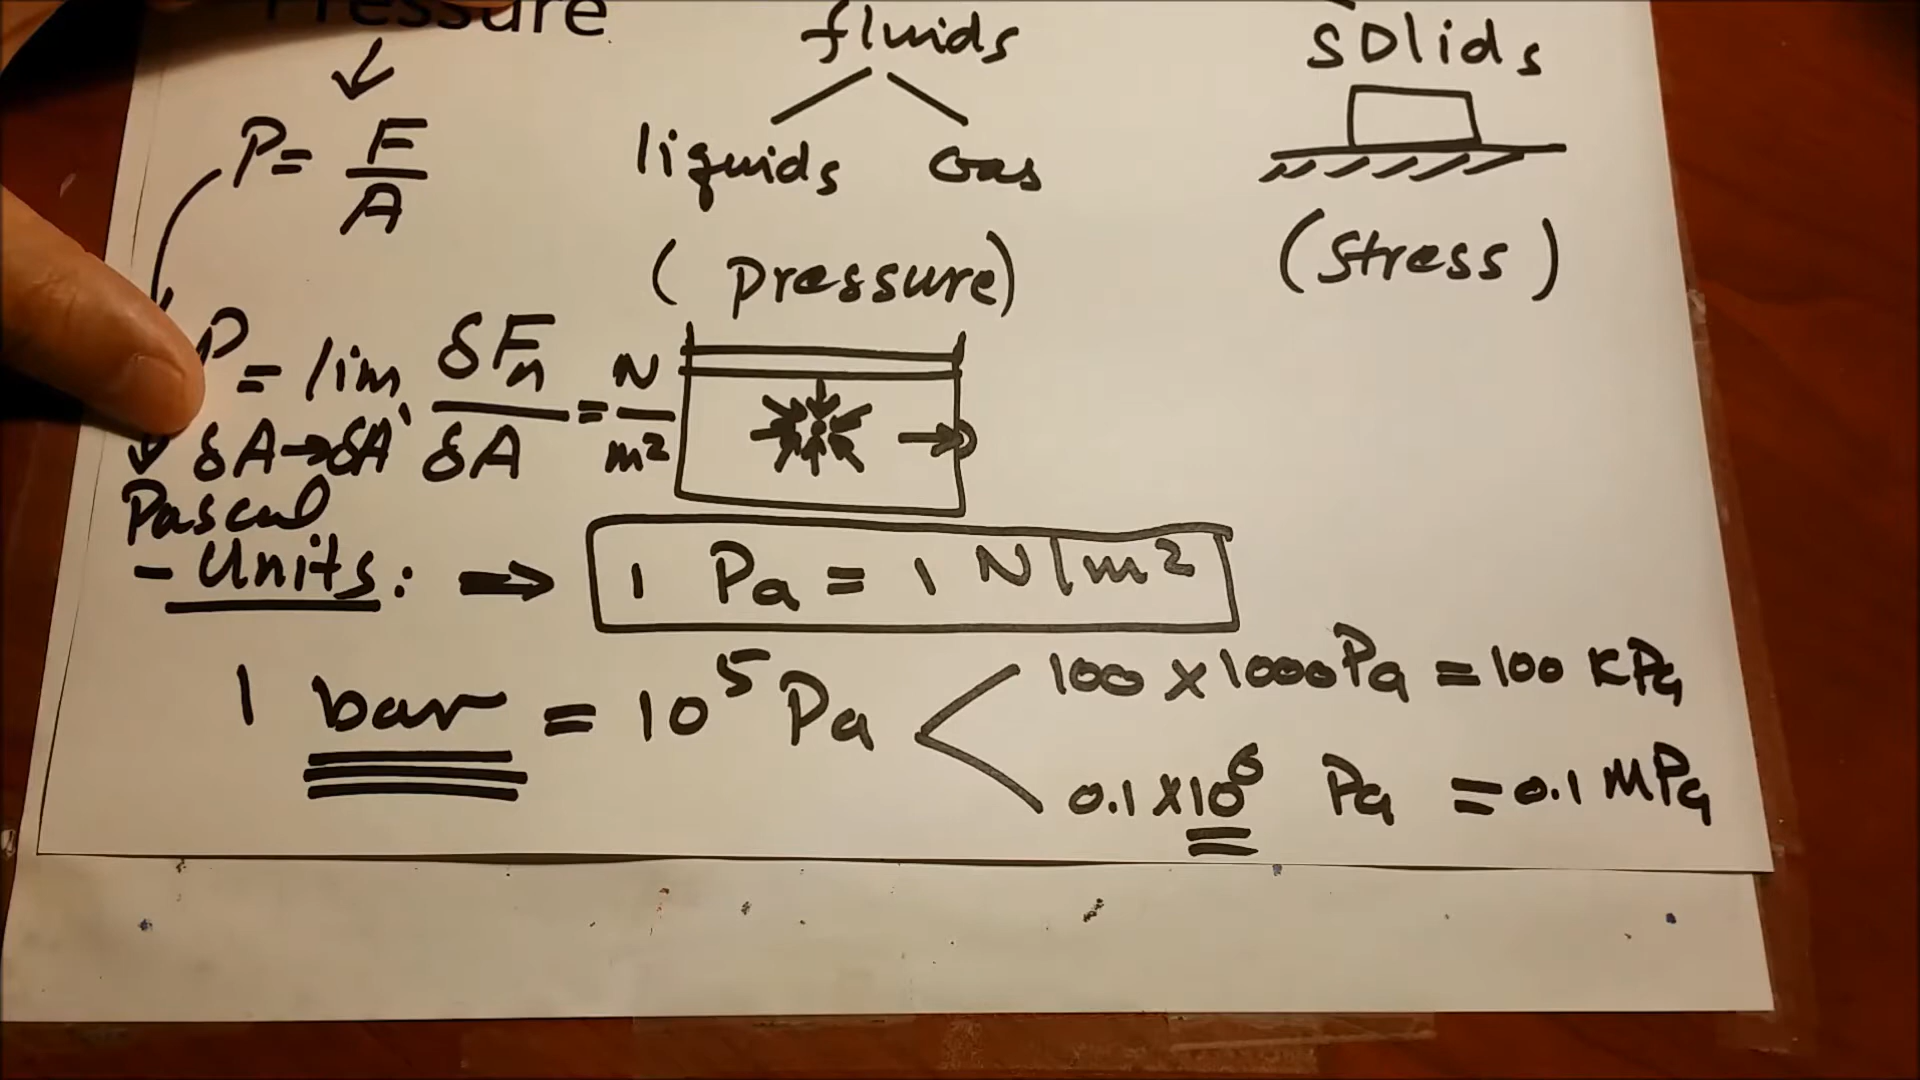 Pressure
fluids
solids
P = F/A
liquids Gas
(Pressure)
(Stress)
P = lim δFn/δA = N/m²
δA→δA'
Pascal
- Units: → 1 Pa = 1 N/m²
1 bar = 10⁵ Pa
100 x 1000 Pa = 100 KPa
0.1 x 10⁶ Pa = 0.1 MPa